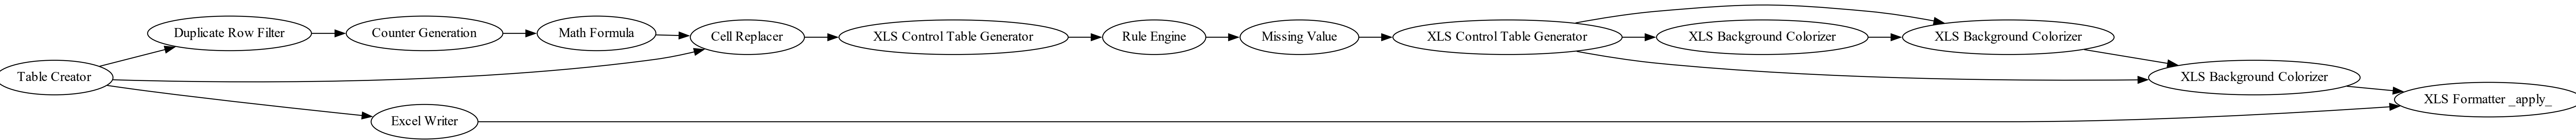 Table Creator
Duplicate Row Filter
Counter Generation
Math Formula
Cell Replacer
XLS Control Table Generator
Rule Engine
Missing Value
XLS Control Table Generator
XLS Background Colorizer
XLS Background Colorizer
XLS Background Colorizer
XLS Formatter _apply_
Excel Writer